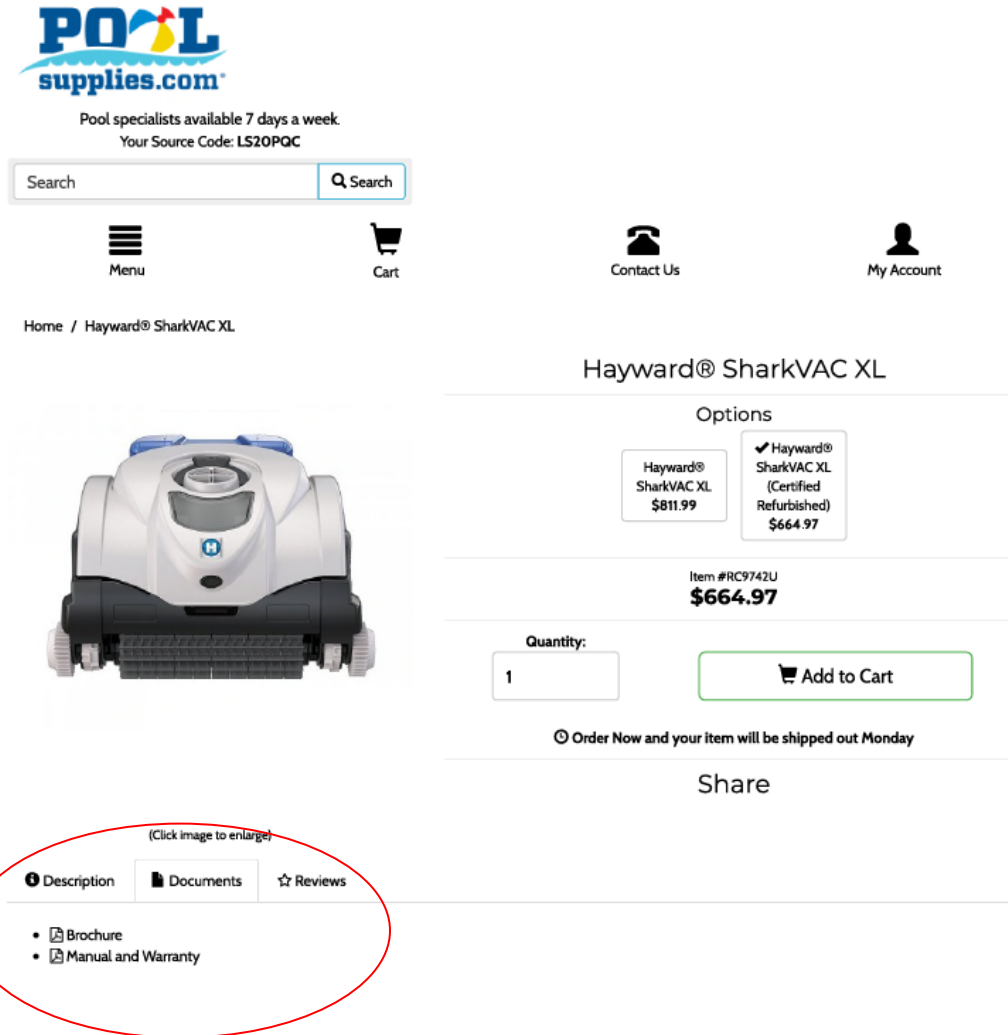 POOL
supplies.com®
Pool specialists available 7 days a week.
Your Source Code: LS20PQC
Search
Search
Menu
Cart
Contact Us
My Account
Home / Hayward® SharkVAC XL
Hayward® SharkVAC XL
Options
Hayward®
SharkVAC XL
$811.99
Hayward®
SharkVAC XL
(Certified
Refurbished)
$664.97
Item #RC9742U
$664.97
Quantity:
1
Add to Cart
Order Now and your item will be shipped out Monday
Share
H
(Click image to enlarge)
Description
Documents
Reviews
• Brochure
• Manual and Warranty